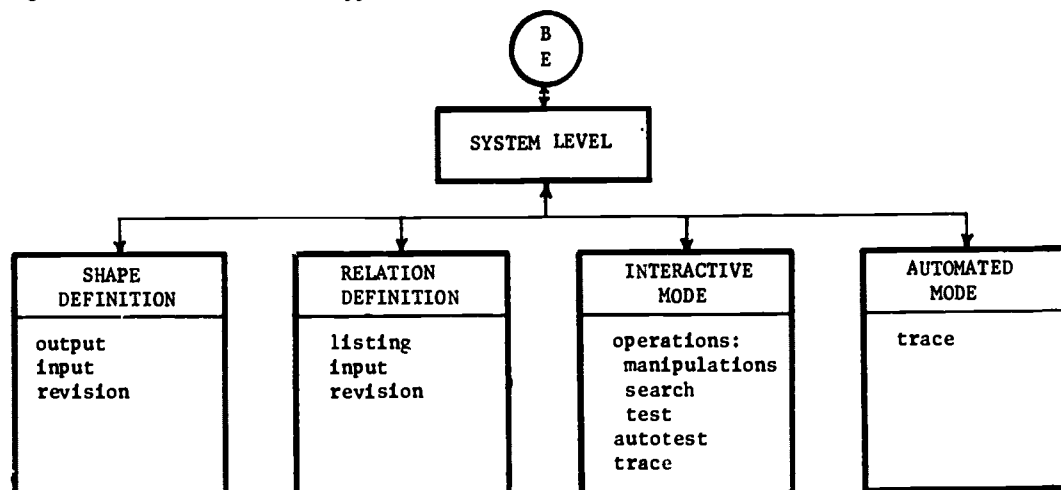 B
E
SYSTEM LEVEL
SHAPE
DEFINITION
output
input
revision
RELATION
DEFINITION
listing
input
revision
INTERACTIVE
MODE
operations:
manipulations
search
test
autotest
trace
AUTOMATED
MODE
trace